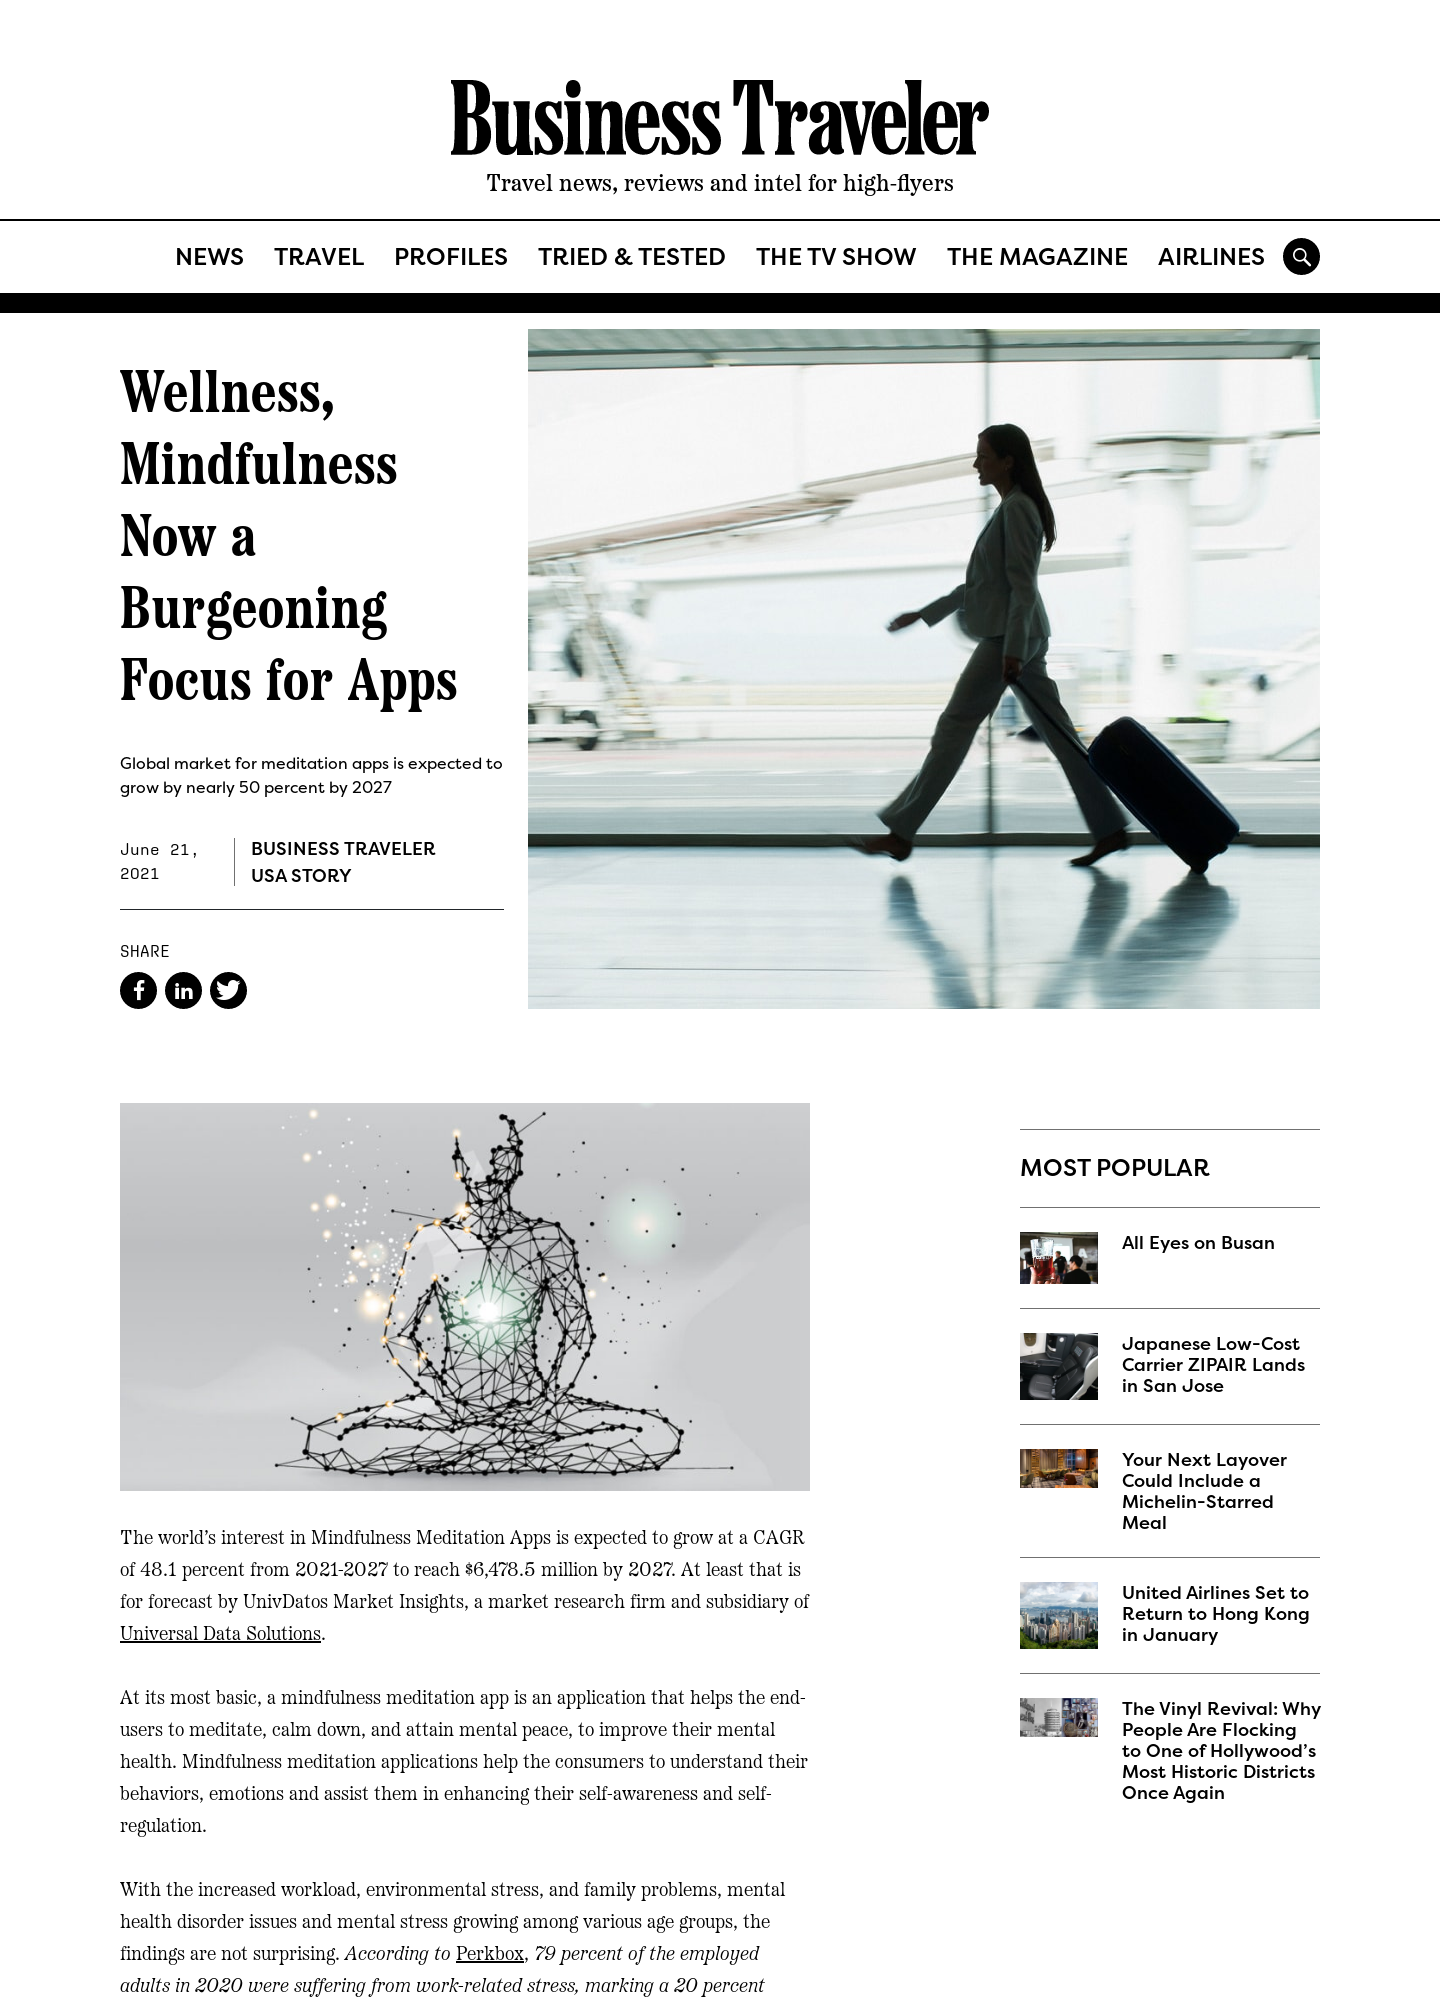 Business Traveler
Travel news, reviews and intel for high-flyers
NEWS TRAVEL PROFILES TRIED & TESTED THE TV SHOW THE MAGAZINE AIRLINES
Wellness,
Mindfulness
Now a
Burgeoning
Focus for Apps
Global market for meditation apps is expected to
grow by nearly 50 percent by 2027
June 21,
2021
BUSINESS TRAVELER
USA STORY
SHARE
The world’s interest in Mindfulness Meditation Apps is expected to grow at a CAGR
of 48.1 percent from 2021-2027 to reach $6,478.5 million by 2027. At least that is
for forecast by UnivDatos Market Insights, a market research firm and subsidiary of
Universal Data Solutions.
At its most basic, a mindfulness meditation app is an application that helps the end-
users to meditate, calm down, and attain mental peace, to improve their mental
health. Mindfulness meditation applications help the consumers to understand their
behaviors, emotions and assist them in enhancing their self-awareness and self-
regulation.
With the increased workload, environmental stress, and family problems, mental
health disorder issues and mental stress growing among various age groups, the
findings are not surprising. According to Perkbox, 79 percent of the employed
adults in 2020 were suffering from work-related stress, marking a 20 percent
MOST POPULAR
All Eyes on Busan
Japanese Low-Cost
Carrier ZIPAIR Lands
in San Jose
Your Next Layover
Could Include a
Michelin-Starred
Meal
United Airlines Set to
Return to Hong Kong
in January
The Vinyl Revival: Why
People Are Flocking
to One of Hollywood’s
Most Historic Districts
Once Again